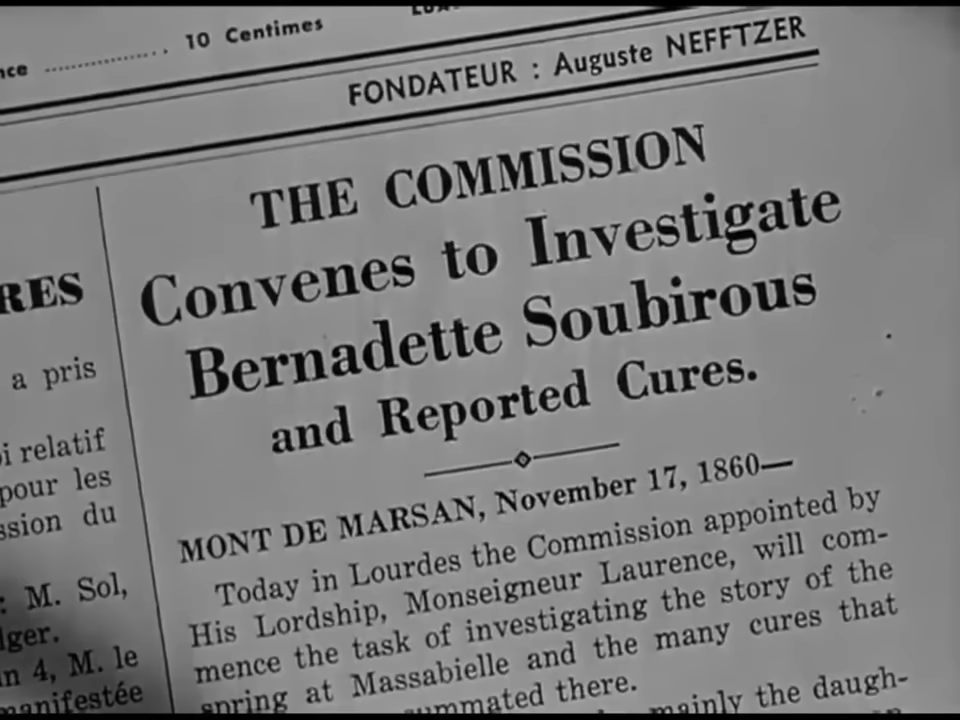 nce .................. 10 Centimes
FONDATEUR : Auguste NEFFTZER
RES
a pris
relatif
pour les
ssion du
: M. Sol,
lger.
n 4, M. le
manifestée
THE COMMISSION
Convenes to Investigate
Bernadette Soubirous
and Reported Cures.
MONT DE MARSAN, November 17, 1860—
Today in Lourdes the Commission appointed by
His Lordship, Monseigneur Laurence, will com-
mence the task of investigating the story of the
spring at Massabielle and the many cures that
ummated there.
mainly the daugh-